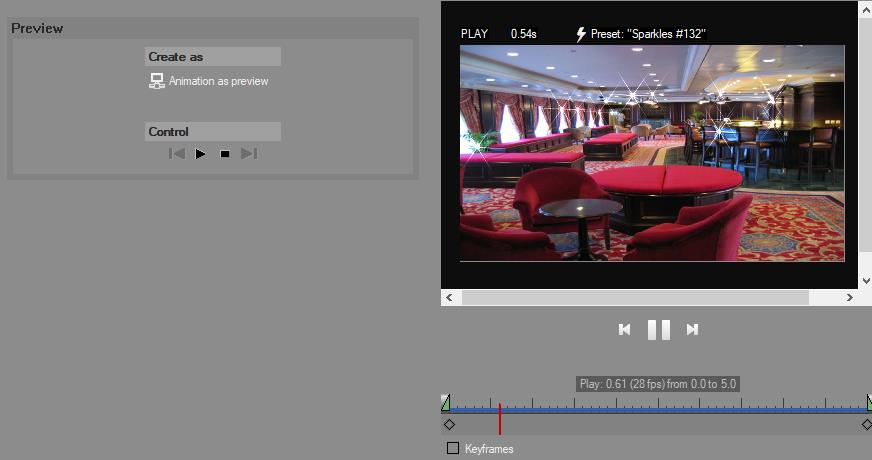 Preview
Create as
Animation as preview
Control
PLAY 0.54s Preset: "Sparkles #132"
Play: 0.61 (28 fps) from 0.0 to 5.0
Keyframes